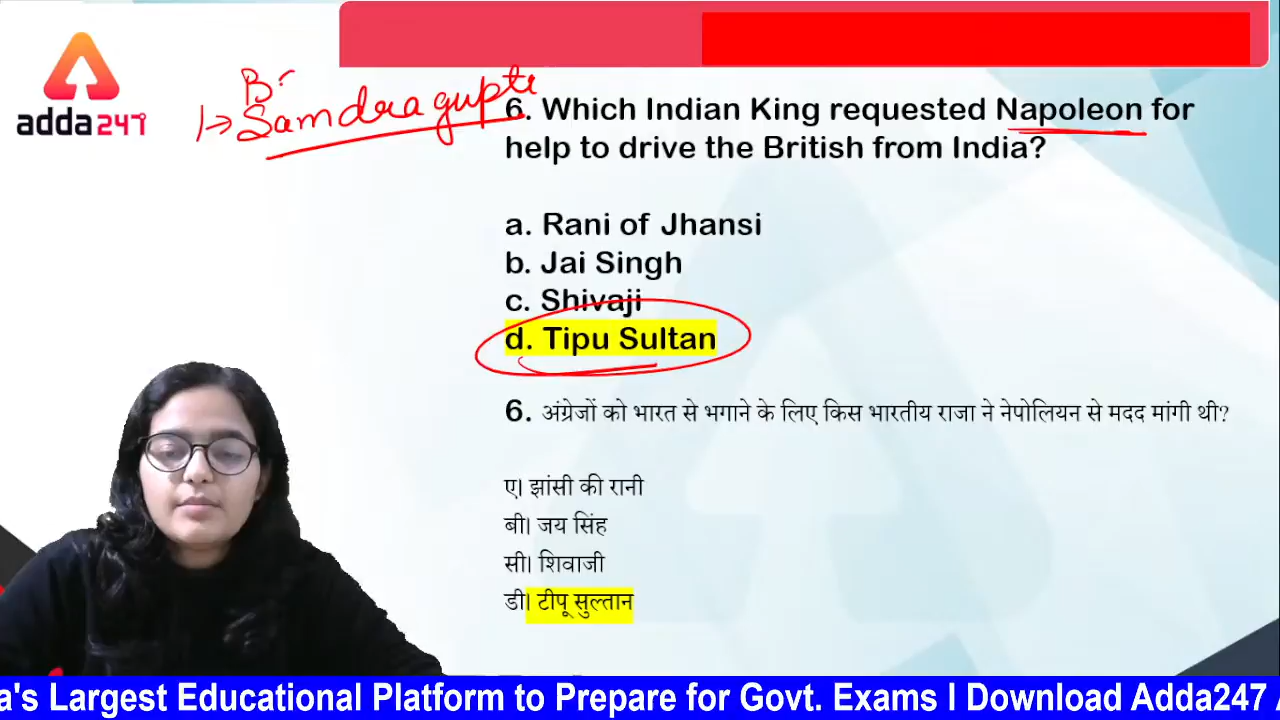 adda247
1→ Samdragupta
6. Which Indian King requested Napoleon for
help to drive the British from India?
a. Rani of Jhansi
b. Jai Singh
c. Shivaji
d. Tipu Sultan
6. अंग्रेजों को भारत से भगाने के लिए किस भारतीय राजा ने नेपोलियन से मदद मांगी थी?
ए। झांसी की रानी
बी। जय सिंह
सी। शिवाजी
डी। टीपू सुल्तान
a's Largest Educational Platform to Prepare for Govt. Exams I Download Adda247